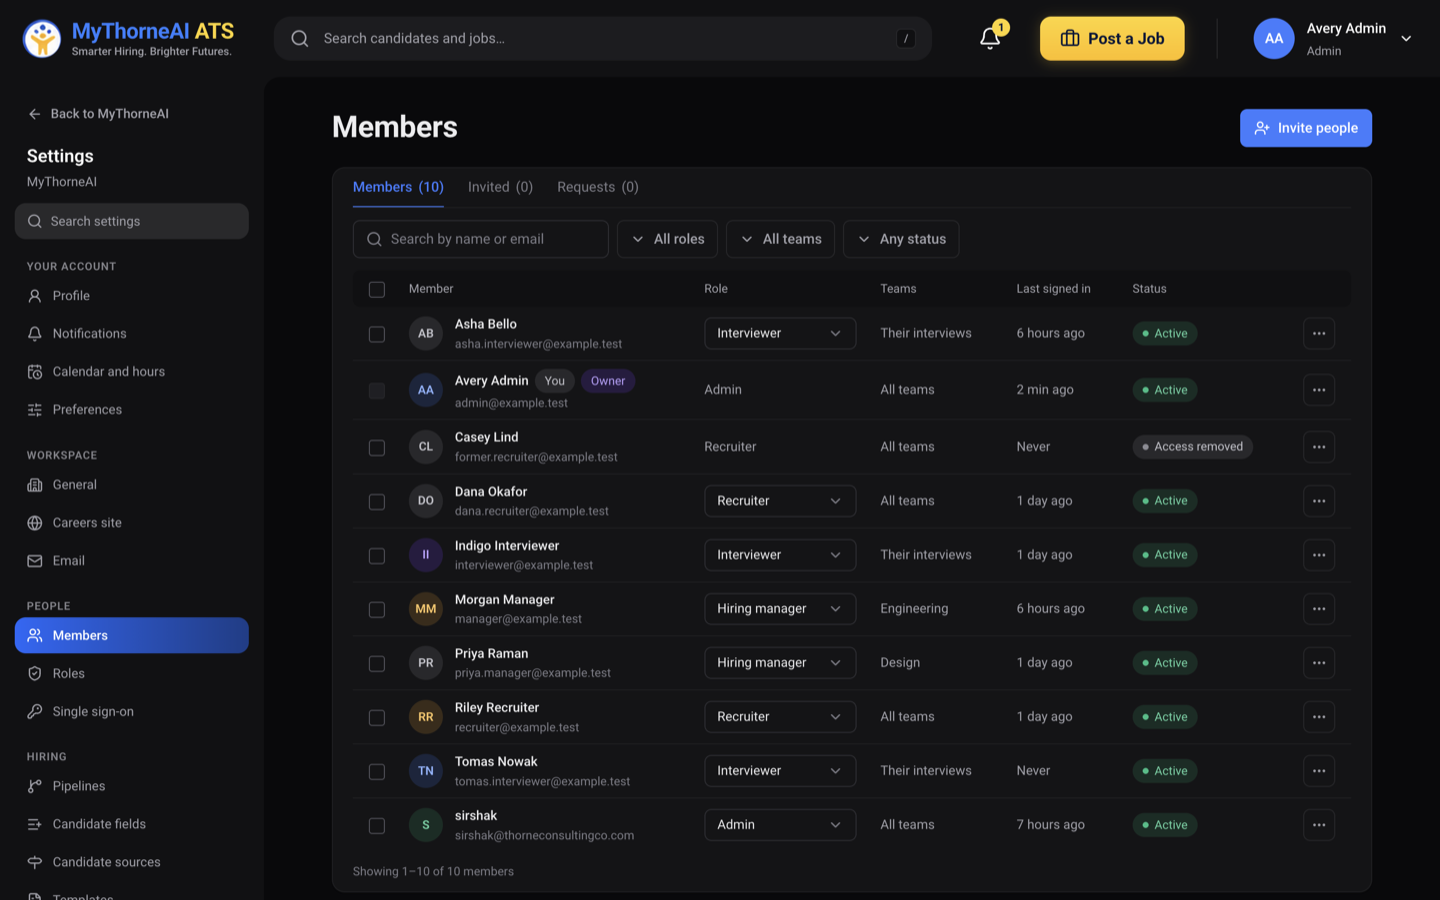 MyThorneAI ATS
Smarter Hiring. Brighter Futures.
Search candidates and jobs...
/
1
Post a Job
AA
Avery Admin
Admin
Back to MyThorneAI
Settings
MyThorneAI
Search settings
YOUR ACCOUNT
Profile
Notifications
Calendar and hours
Preferences
WORKSPACE
General
Careers site
Email
PEOPLE
Members
Roles
Single sign-on
HIRING
Pipelines
Candidate fields
Candidate sources
Templates
Members
Invite people
Members (10) Invited (0) Requests (0)
Search by name or email
All roles
All teams
Any status
Member Role Teams Last signed in Status
AB Asha Bello Interviewer Their interviews 6 hours ago Active
asha.interviewer@example.test
AA Avery Admin You Owner Admin All teams 2 min ago Active
admin@example.test
CL Casey Lind Recruiter All teams Never Access removed
former.recruiter@example.test
DO Dana Okafor Recruiter All teams 1 day ago Active
dana.recruiter@example.test
II Indigo Interviewer Interviewer Their interviews 1 day ago Active
interviewer@example.test
MM Morgan Manager Hiring manager Engineering 6 hours ago Active
manager@example.test
PR Priya Raman Hiring manager Design 1 day ago Active
priya.manager@example.test
RR Riley Recruiter Recruiter All teams 1 day ago Active
recruiter@example.test
TN Tomas Nowak Interviewer Their interviews Never Active
tomas.interviewer@example.test
S sirshak Admin All teams 7 hours ago Active
sirshak@thorneconsultingco.com
Showing 1–10 of 10 members